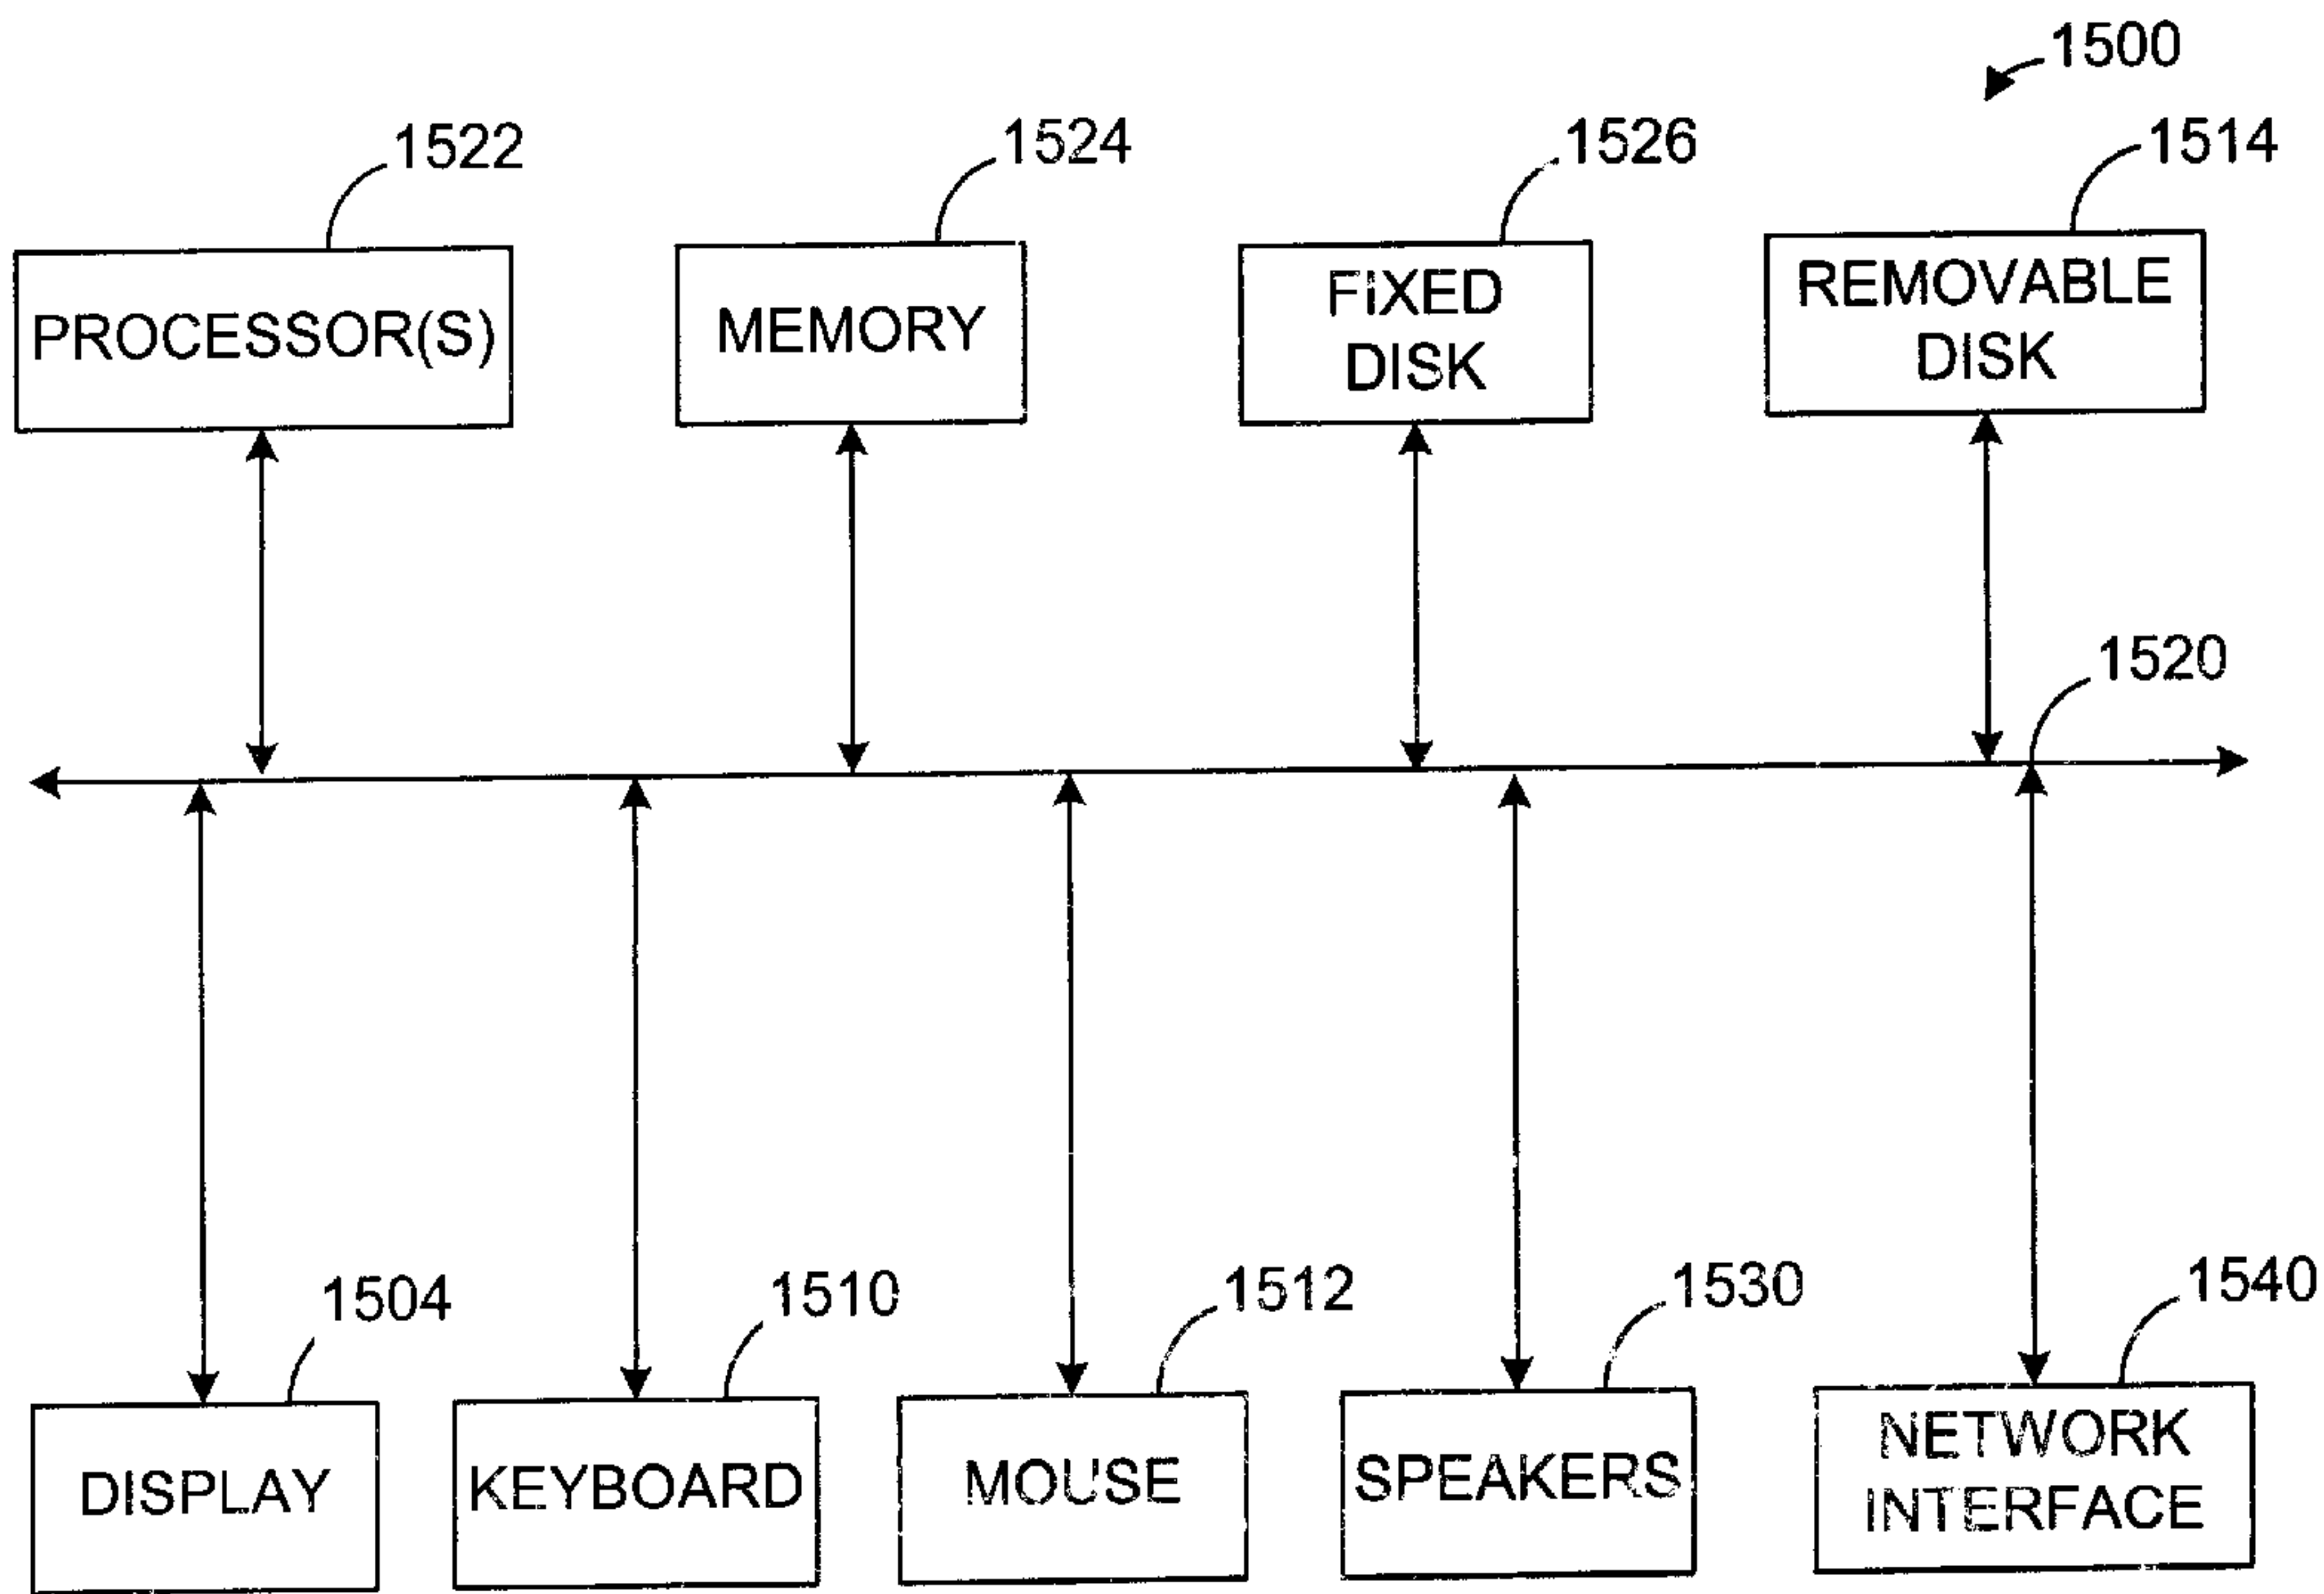 1500
1522
1524
1526
1514
PROCESSOR(S)
MEMORY
FIXED
DISK
REMOVABLE
DISK
1520
1504
1510
1512
1530
1540
DISPLAY
KEYBOARD
MOUSE
SPEAKERS
NETWORK
INTERFACE